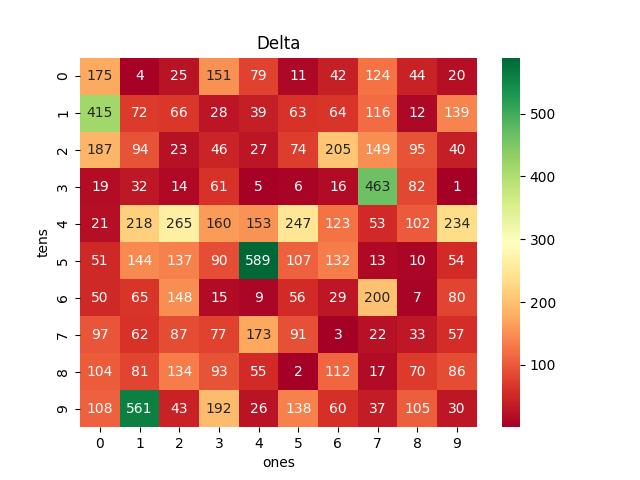 Delta
0 175 4 25 151 79 11 42 124 44 20
1 415 72 66 28 39 63 64 116 12 139
2 187 94 23 46 27 74 205 149 95 40
3 19 32 14 61 5 6 16 463 82 1
4 21 218 265 160 153 247 123 53 102 234
5 51 144 137 90 589 107 132 13 10 54
6 50 65 148 15 9 56 29 200 7 80
7 97 62 87 77 173 91 3 22 33 57
8 104 81 134 93 55 2 112 17 70 86
9 108 561 43 192 26 138 60 37 105 30
0 1 2 3 4 5 6 7 8 9
ones
tens
500
400
300
200
100